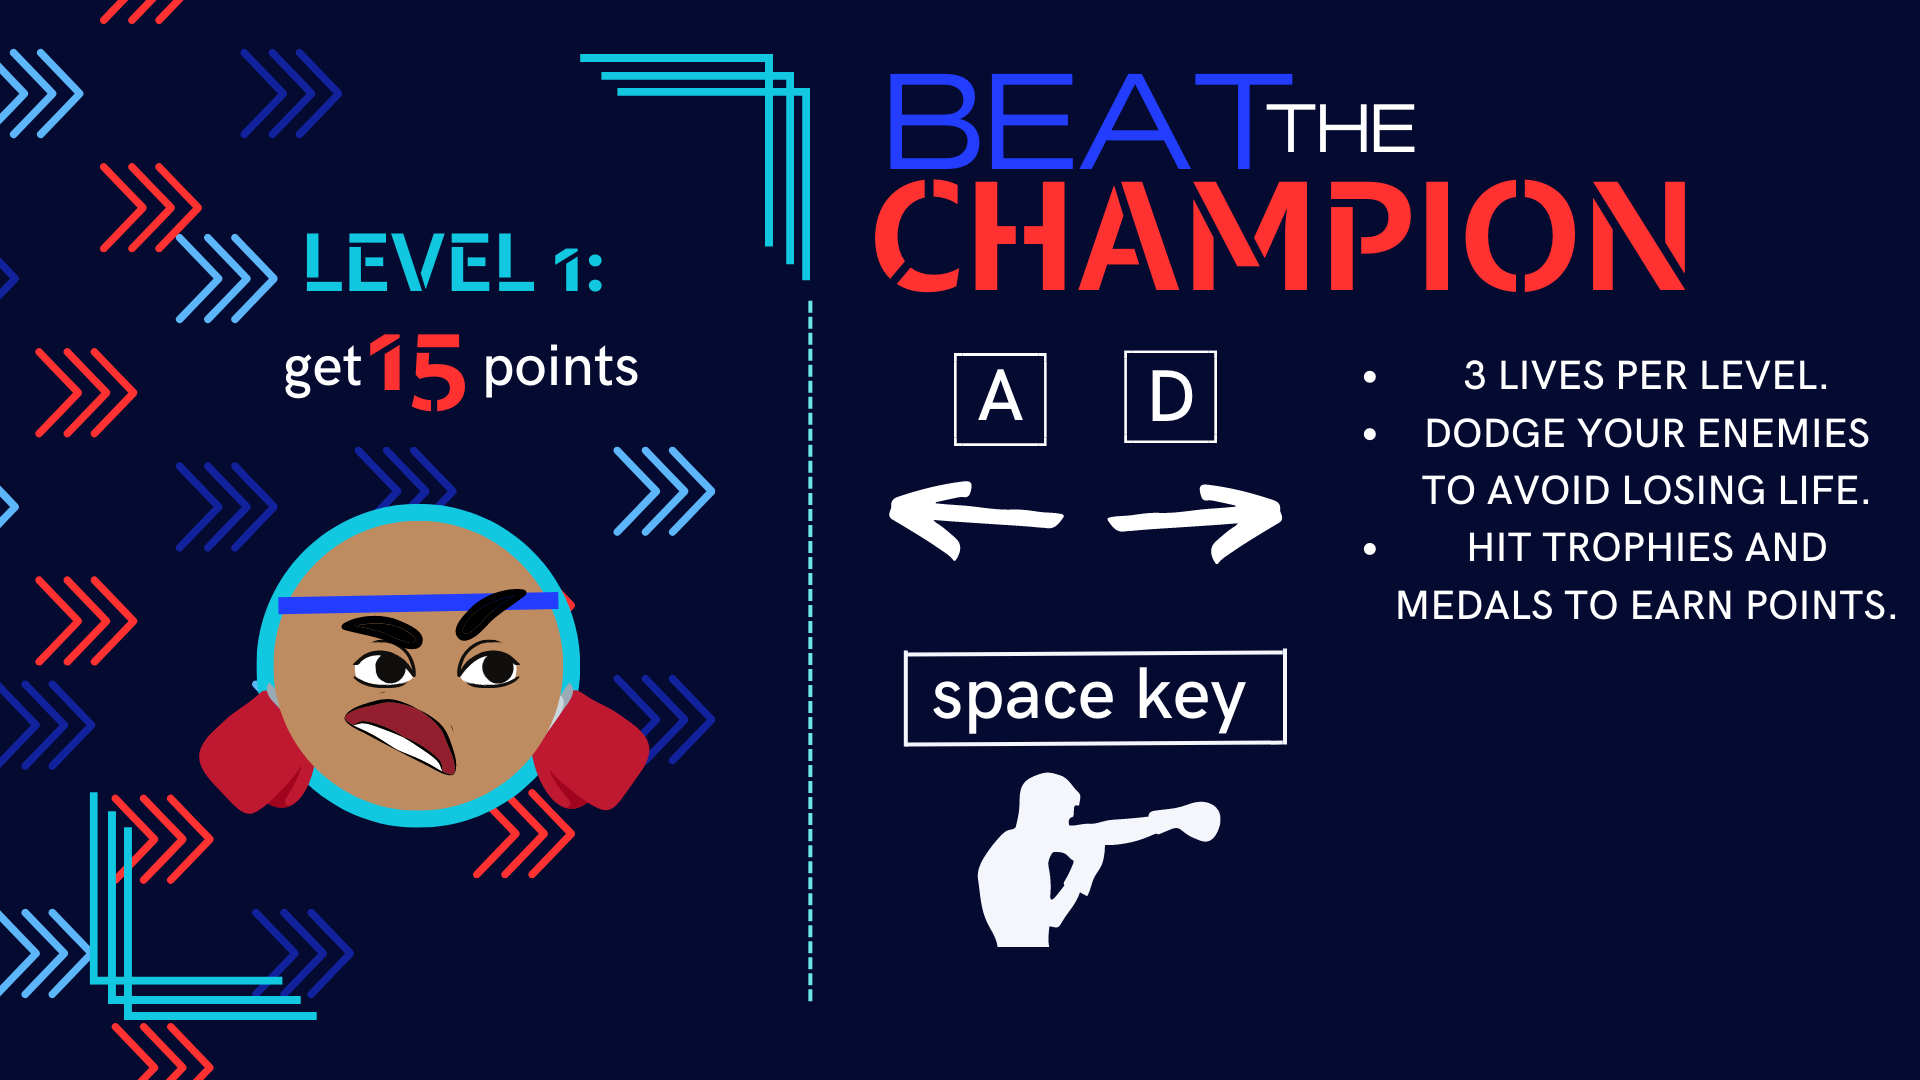 LEVEL 1:
get 15 points
BEAT THE
CHAMPION
A D
space key
• 3 LIVES PER LEVEL.
• DODGE YOUR ENEMIES
TO AVOID LOSING LIFE.
• HIT TROPHIES AND
MEDALS TO EARN POINTS.